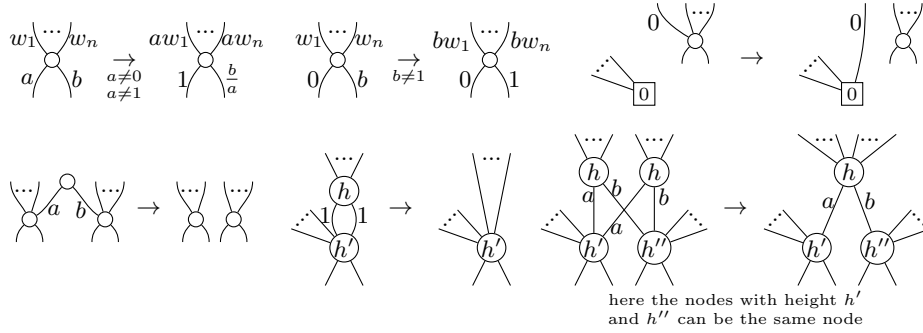 w₁ ... wₙ a b → a≠0 a≠1 aw₁ ... awₙ 1 b/a
w₁ ... wₙ 0 b → b≠1 bw₁ ... bwₙ 0 1
0 ... ... 0 → 0 ... ... 0
... ... a b → ... ...
... h 1 1 ... h′ → ... ... h′
... ... h h a b a b ... h′ h″ ... → ... ... ... h a b ... h′ h″ ...
here the nodes with height h′
and h″ can be the same node